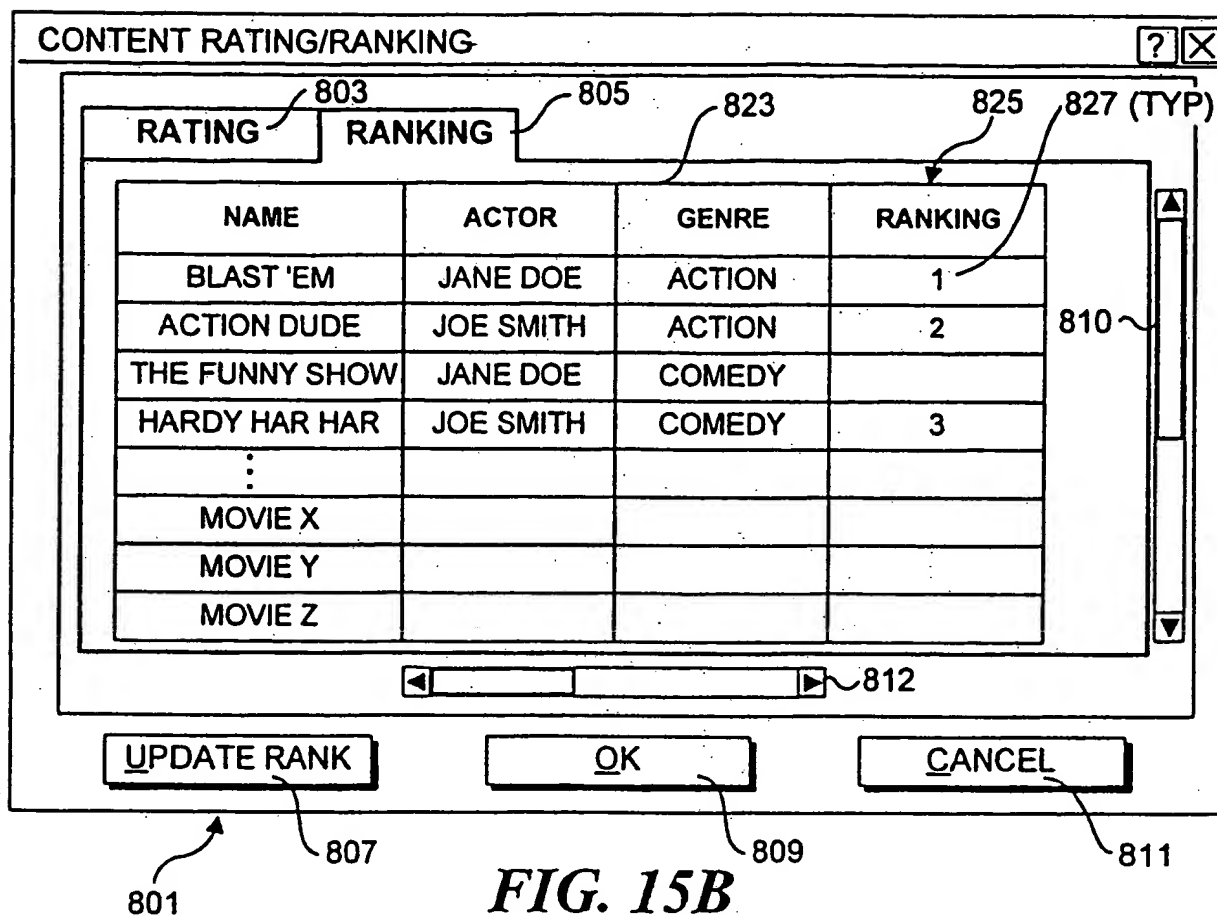 CONTENT RATING/RANKING ? X
803 805 823 825 827 (TYP)
RATING RANKING
NAME ACTOR GENRE RANKING
BLAST 'EM JANE DOE ACTION 1
ACTION DUDE JOE SMITH ACTION 2
810
THE FUNNY SHOW JANE DOE COMEDY
HARDY HAR HAR JOE SMITH COMEDY 3
⋮
MOVIE X
MOVIE Y
MOVIE Z
812
UPDATE RANK OK CANCEL
807 809 811
801
FIG. 15B